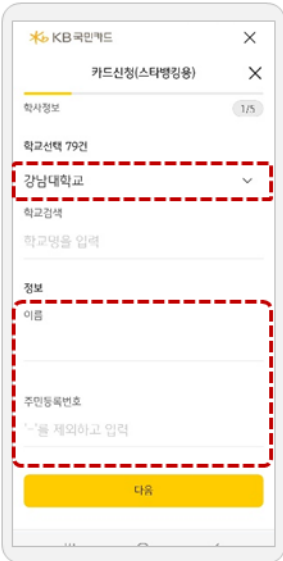 KB국민카드
카드신청(스타뱅킹용)
학사정보
1/5
학교선택 79건
강남대학교
학교검색
학교명을 입력
정보
이름
주민등록번호
'-'를 제외하고 입력
다음